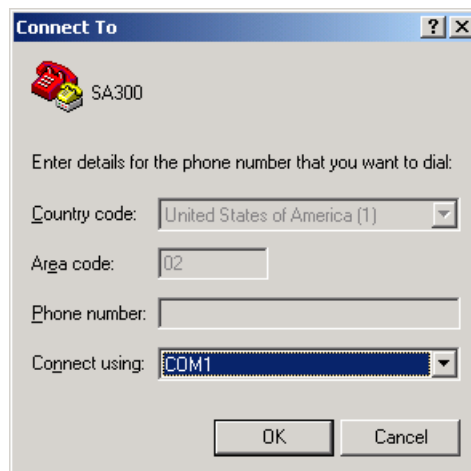 Connect To
SA300
Enter details for the phone number that you want to dial:
Country code: United States of America (1)
Area code: 02
Phone number:
Connect using: COM1
OK Cancel